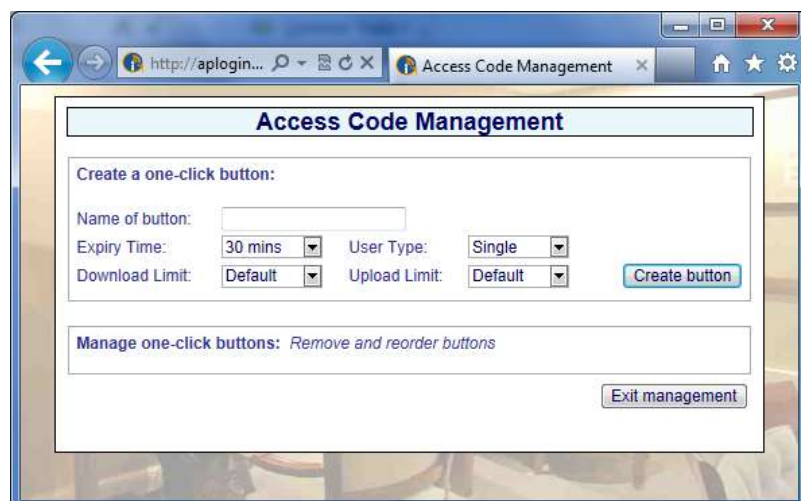 http://aplogin...
Access Code Management
Access Code Management
Create a one-click button:
Name of button:
Expiry Time: 30 mins User Type: Single
Download Limit: Default Upload Limit: Default Create button
Manage one-click buttons: Remove and reorder buttons
Exit management